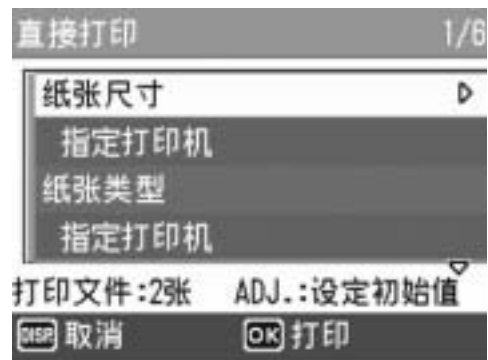 直接打印 1/6
纸张尺寸
指定打印机
纸张类型
指定打印机
打印文件:2张 ADJ.:设定初始值
DISP 取消 OK 打印